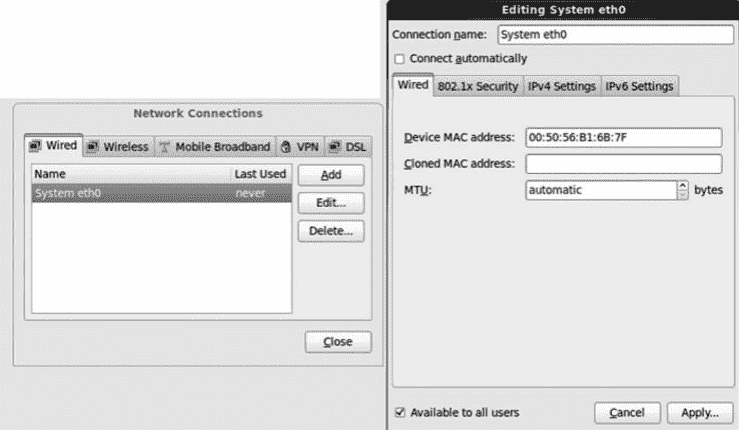 Network Connections
Wired Wireless Mobile Broadband VPN DSL
Name Last Used
System eth0 never
Add
Edit...
Delete...
Close
Editing System eth0
Connection name: System eth0
Connect automatically
Wired 802.1x Security IPv4 Settings IPv6 Settings
Device MAC address: 00:50:56:B1:6B:7F
Cloned MAC address:
MTU: automatic bytes
Available to all users Cancel Apply...